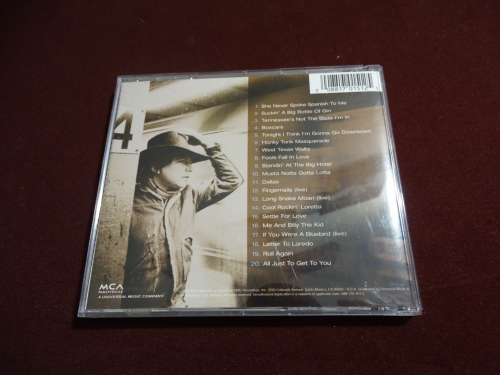 4
1. She Never Spoke Spanish To Me
2. Suckin' A Big Bottle Of Gin
3. Tennessee's Not The State I'm In
4. Boxcars
5. Tonight I Think I'm Gonna Go Downtown
6. Honky Tonk Masquerade
7. West Texas Waltz
8. Fools Fall In Love
9. Standin' At The Big Hotel
10. Musta Notta Gotta Lotta
11. Dallas
12. Fingernails (live)
13. Long Snake Moan (live)
14. Cool Rockin' Loretta
15. Settle For Love
16. Me And Billy The Kid
17. If You Were A Bluebird (live)
18. Letter To Laredo
19. Roll Again
20. All Just To Get To You
MCA
NASHVILLE
A UNIVERSAL MUSIC COMPANY